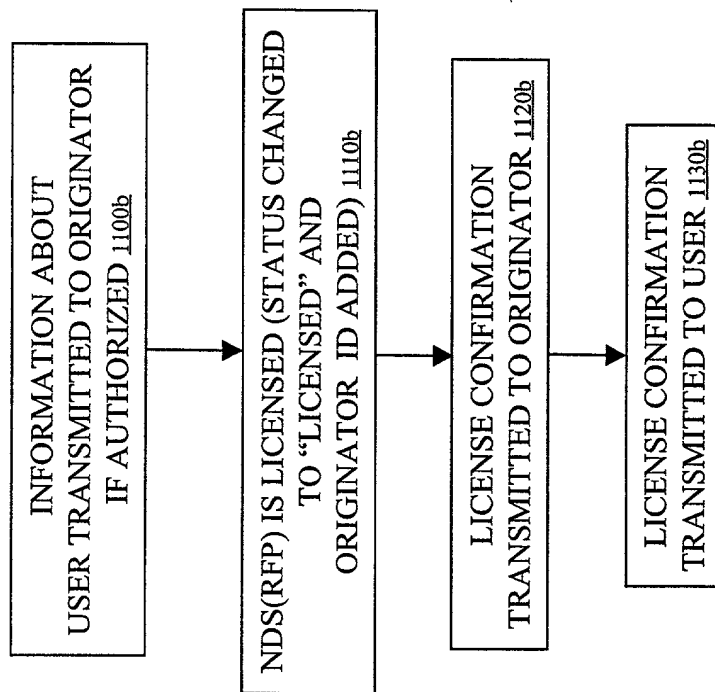 INFORMATION ABOUT
USER TRANSMITTED TO ORIGINATOR
IF AUTHORIZED 1100b
NDS(RFP) IS LICENSED (STATUS CHANGED
TO “LICENSED” AND
ORIGINATOR ID ADDED) 1110b
LICENSE CONFIRMATION
TRANSMITTED TO ORIGINATOR 1120b
LICENSE CONFIRMATION
TRANSMITTED TO USER 1130b